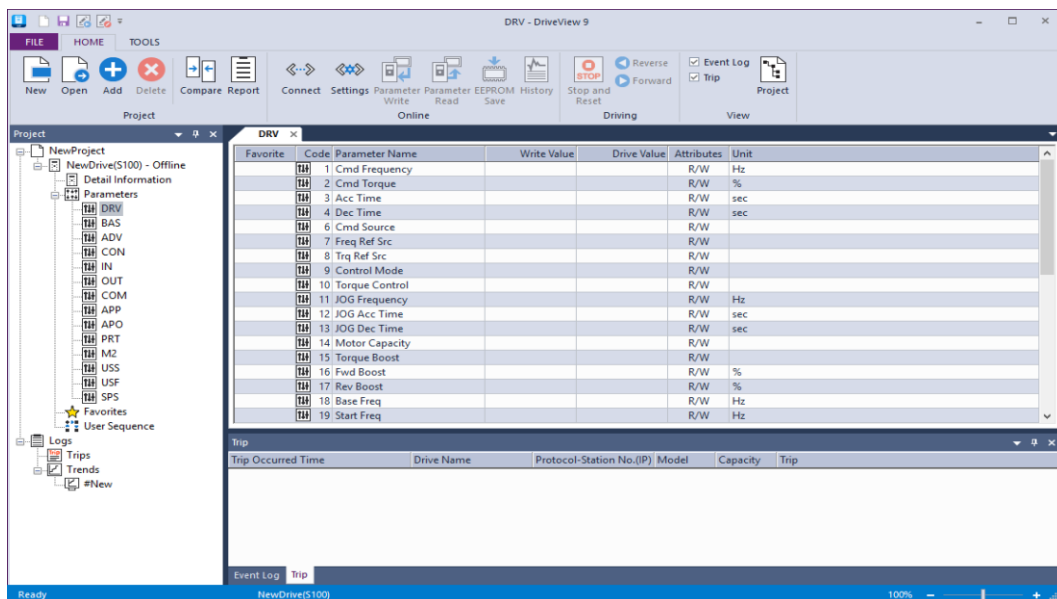 DRV - DriveView 9
FILE HOME TOOLS
New Open Add Delete Compare Report
Project
Connect Settings Parameter Write Parameter Read EEPROM Save History
Online
STOP
Stop and Reset Reverse Forward
Driving
Event Log
Trip
Project
View
Project
NewProject
NewDrive(S100) - Offline
Detail Information
Parameters
DRV
BAS
ADV
CON
IN
OUT
COM
APP
APO
PRT
M2
USS
USF
SPS
Favorites
User Sequence
Logs
Trips
Trends
#New
DRV
Favorite Code Parameter Name Write Value Drive Value Attributes Unit
1 Cmd Frequency R/W Hz
2 Cmd Torque R/W %
3 Acc Time R/W sec
4 Dec Time R/W sec
6 Cmd Source R/W
7 Freq Ref Src R/W
8 Trq Ref Src R/W
9 Control Mode R/W
10 Torque Control R/W
11 JOG Frequency R/W Hz
12 JOG Acc Time R/W sec
13 JOG Dec Time R/W sec
14 Motor Capacity R/W
15 Torque Boost R/W
16 Fwd Boost R/W %
17 Rev Boost R/W %
18 Base Freq R/W Hz
19 Start Freq R/W Hz
Trip
Trip Occurred Time Drive Name Protocol-Station No.(IP) Model Capacity Trip
Event Log Trip
Ready NewDrive(S100) 100%